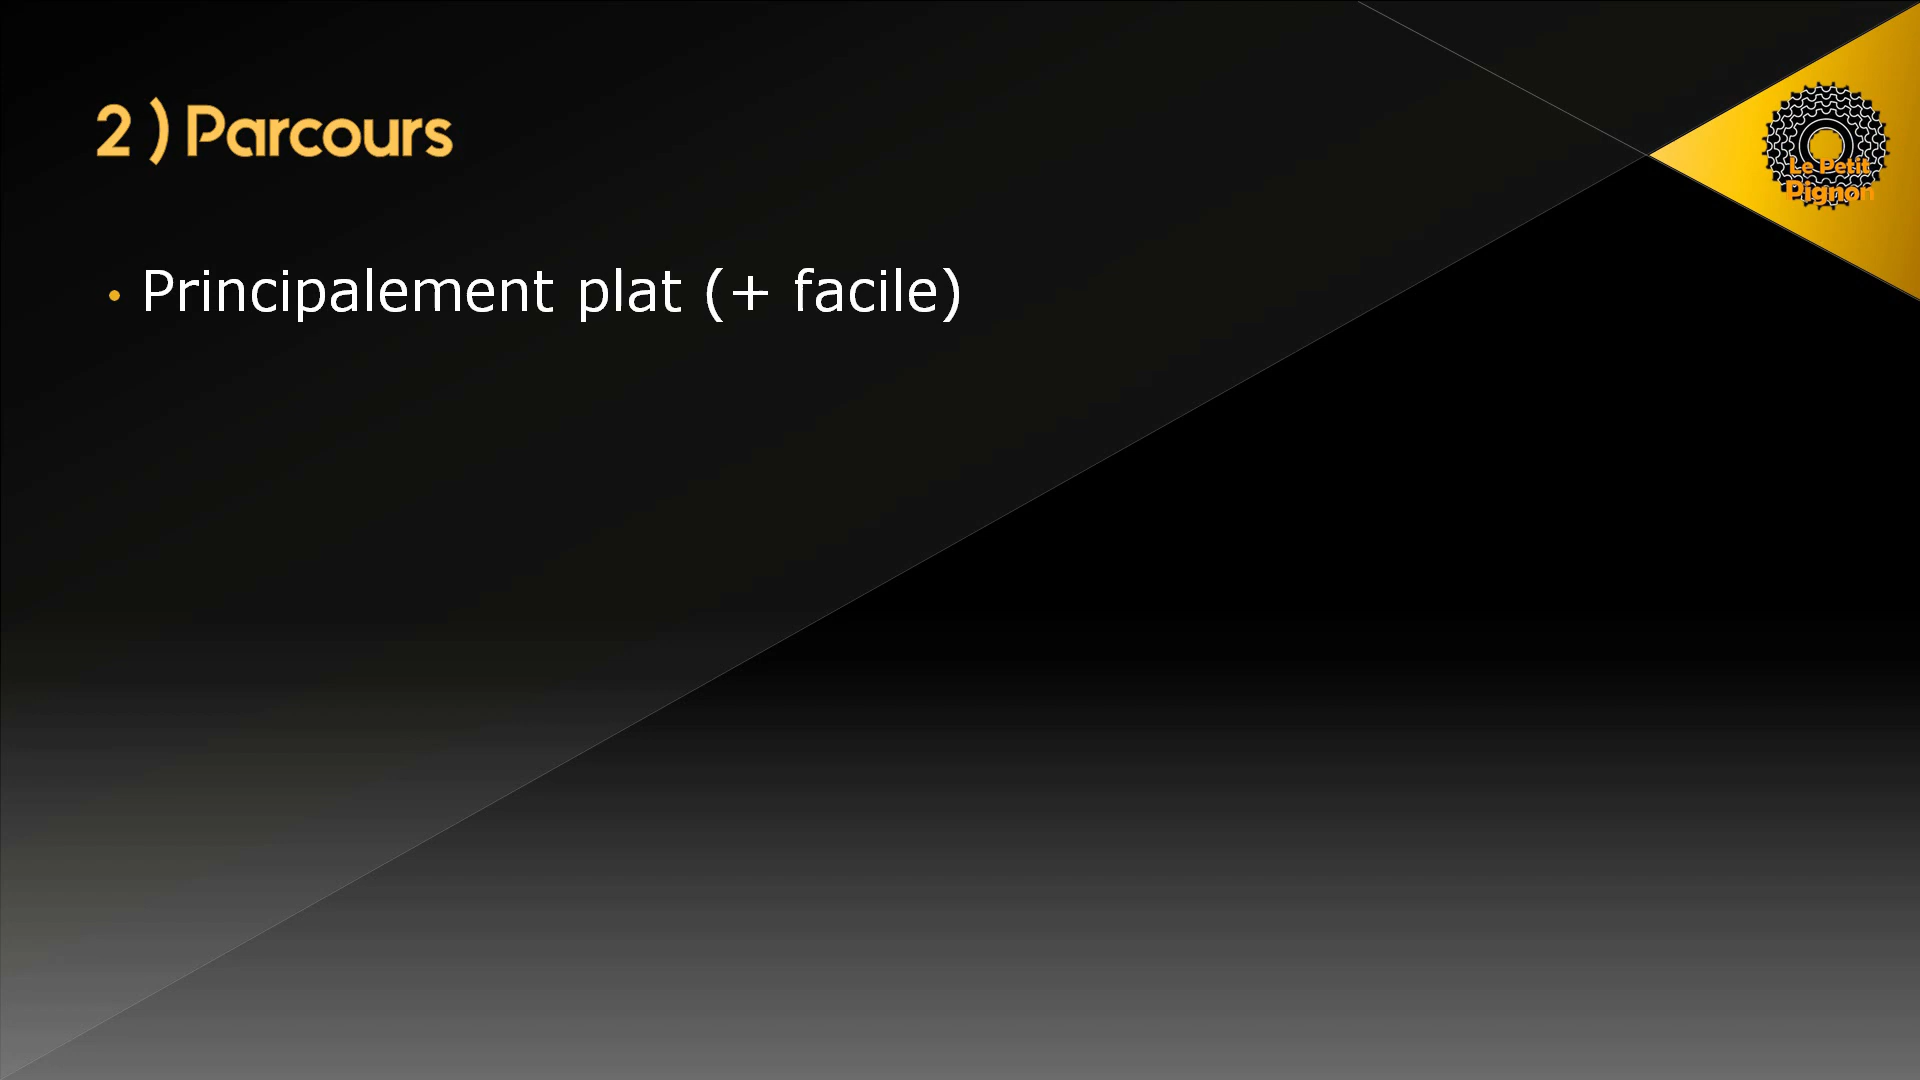 2 ) Parcours
Le Petit
Pignon
• Principalement plat (+ facile)